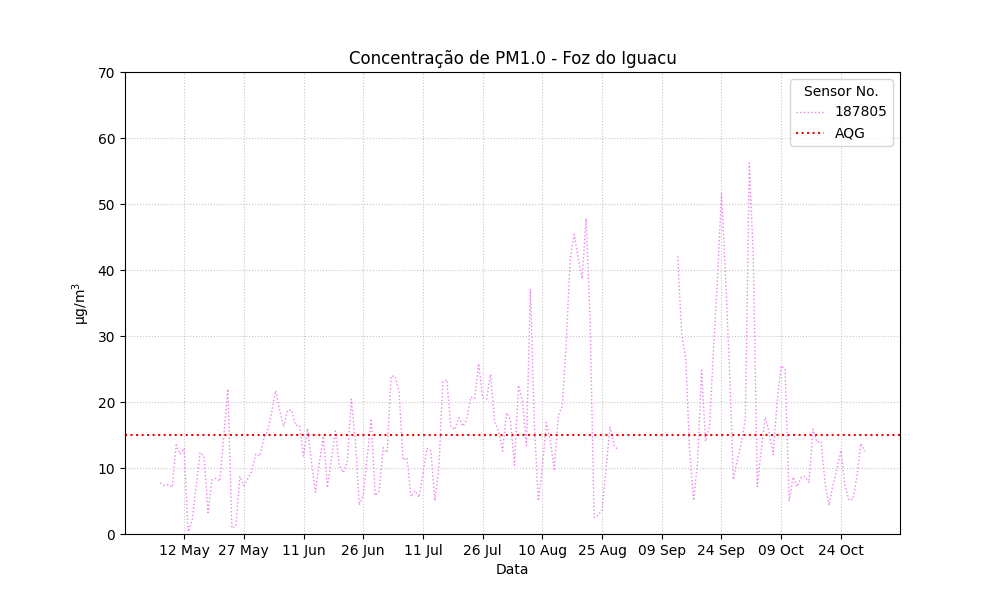 Concentração de PM1.0 - Foz do Iguacu
Sensor No.
187805
AQG
70
60
50
40
30
20
10
0
µg/m³
12 May 27 May 11 Jun 26 Jun 11 Jul 26 Jul 10 Aug 25 Aug 09 Sep 24 Sep 09 Oct 24 Oct
Data